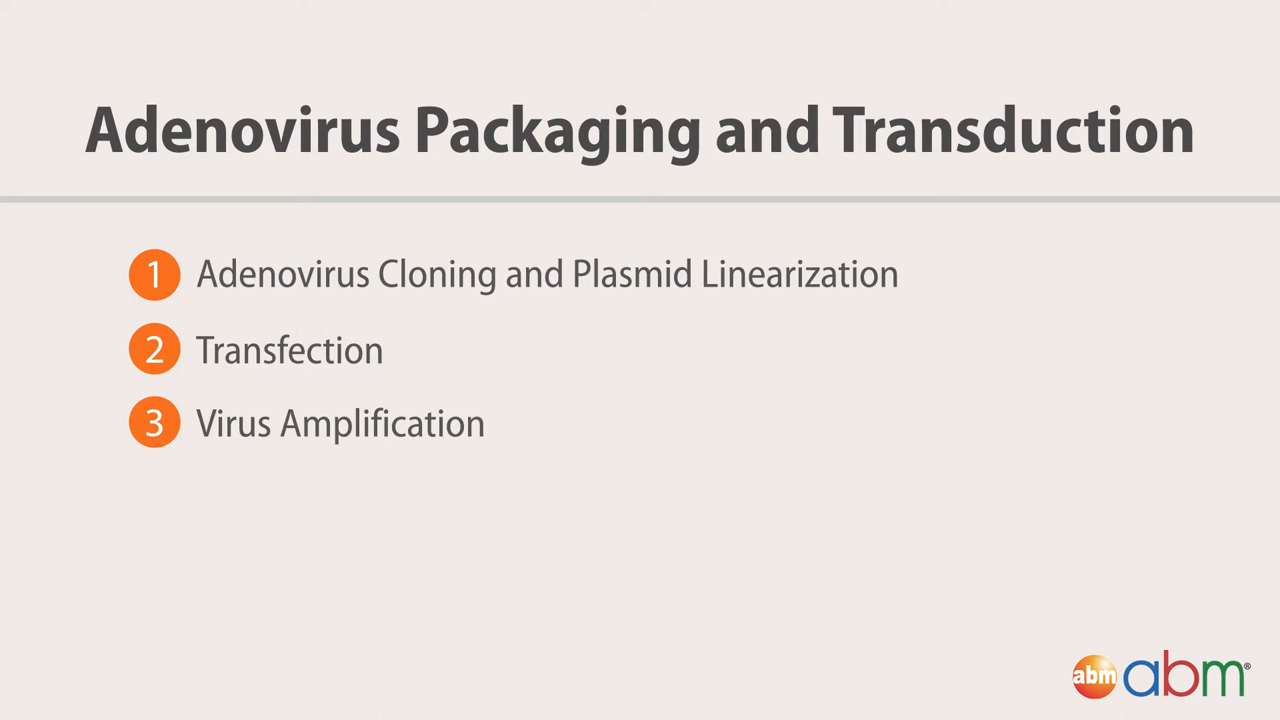 Adenovirus Packaging and Transduction
1 Adenovirus Cloning and Plasmid Linearization
2 Transfection
3 Virus Amplification
abm abm®